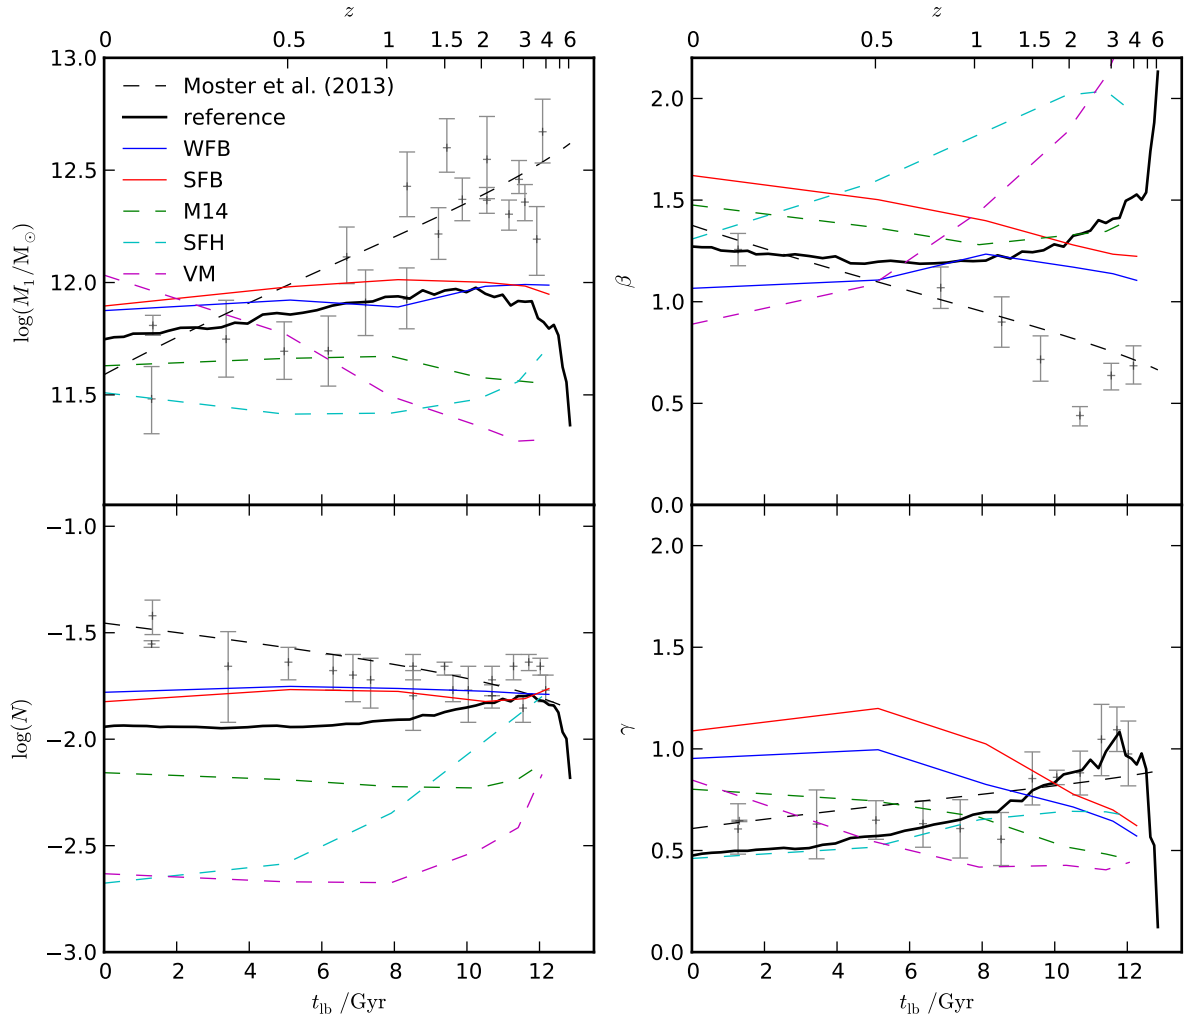 z
z
0 0.5 1 1.5 2 3 4 6
0 0.5 1 1.5 2 3 4 6
13.0
12.5
12.0
11.5
log(M₁ /M⊙)
Moster et al. (2013)
reference
WFB
SFB
M14
SFH
VM
2.0
1.5
1.0
0.5
0.0
β
−1.0
−1.5
−2.0
−2.5
−3.0
log(N)
0 2 4 6 8 10 12
t_lb /Gyr
2.0
1.5
1.0
0.5
0.0
γ
0 2 4 6 8 10 12
t_lb /Gyr